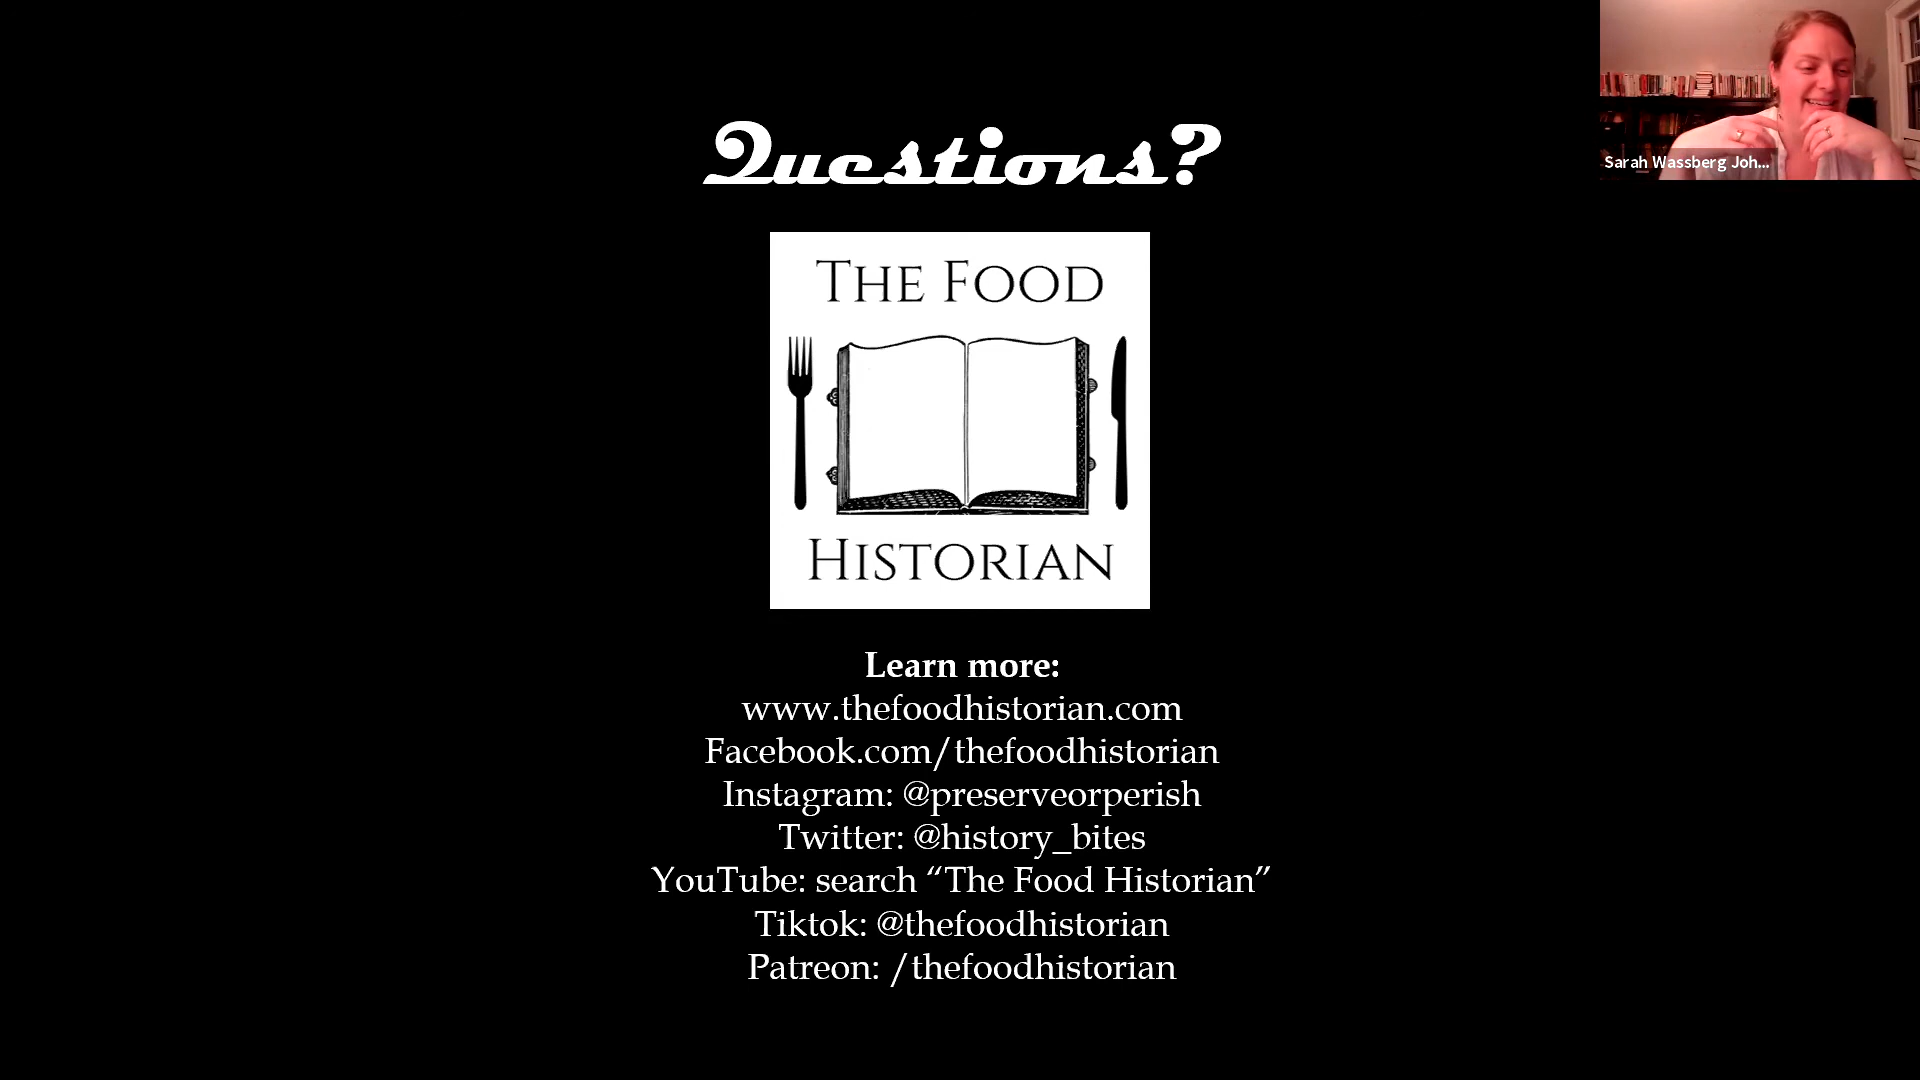 Questions?
THE FOOD
HISTORIAN
Learn more:
www.thefoodhistorian.com
Facebook.com/thefoodhistorian
Instagram: @preserveorperish
Twitter: @history_bites
YouTube: search “The Food Historian”
Tiktok: @thefoodhistorian
Patreon: /thefoodhistorian
Sarah Wassberg Joh...